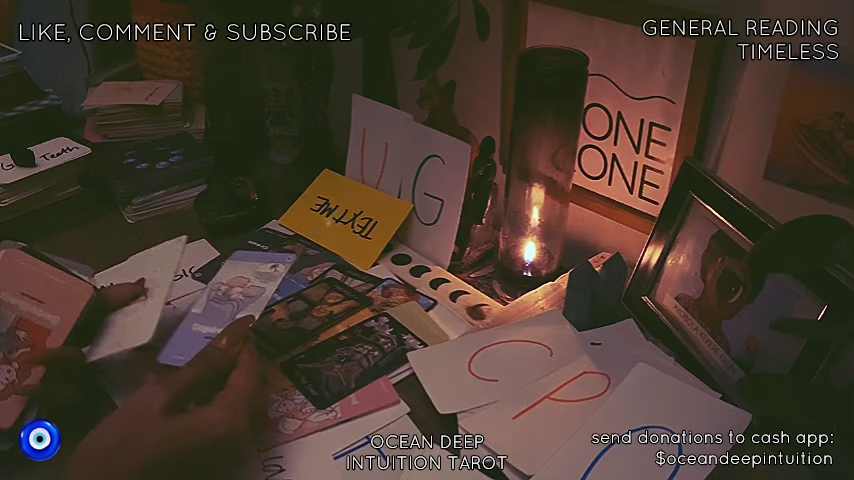 LIKE, COMMENT & SUBSCRIBE
GENERAL READING
TIMELESS
ONE
ONE
Teeth
V
G
TEXT ME
C
P
OCEAN DEEP
INTUITION TAROT
send donations to cash app:
$oceandeepintuition